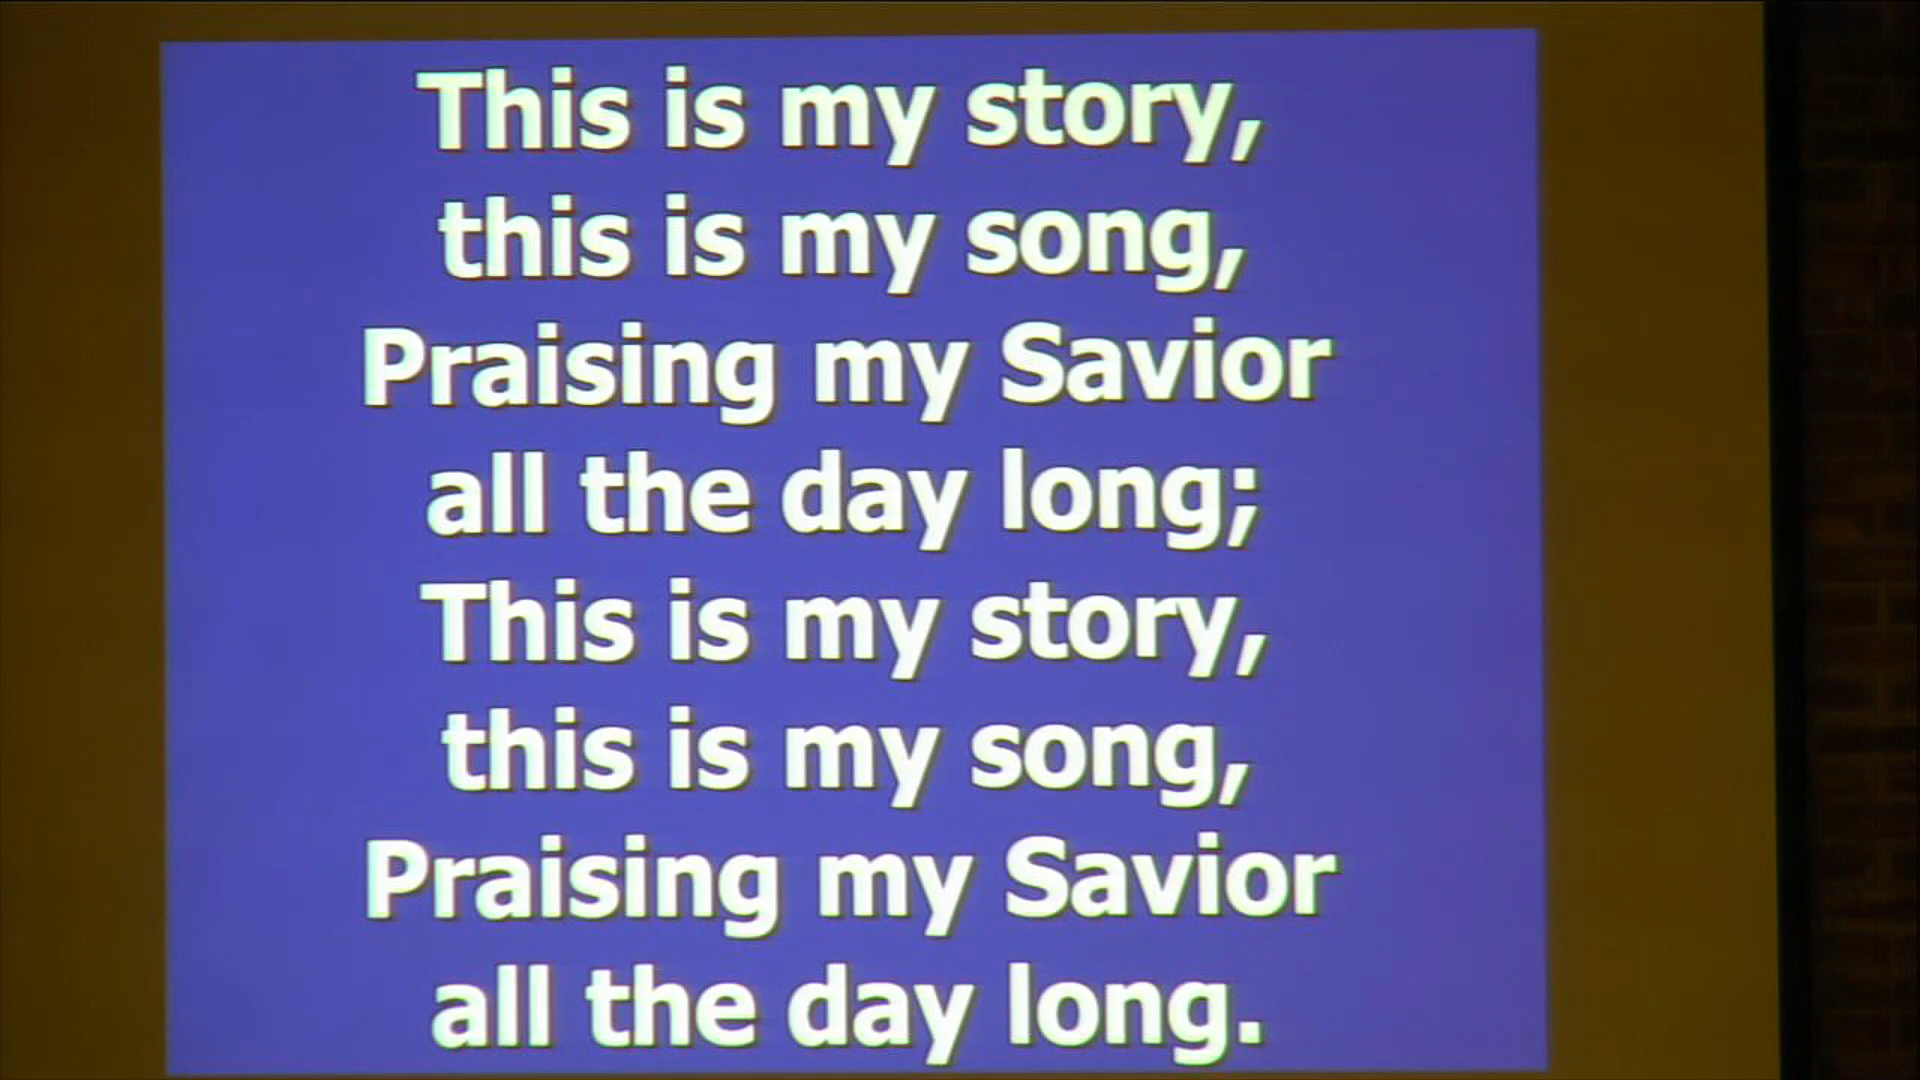 This is my story,
this is my song,
Praising my Savior
all the day long;
This is my story,
this is my song,
Praising my Savior
all the day long.